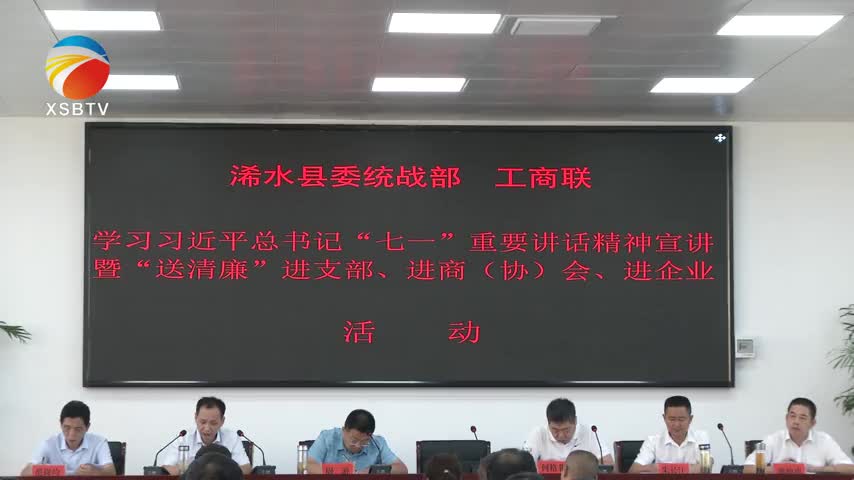 XSBTV
浠水县委统战部 工商联
学习习近平总书记“七一”重要讲话精神宣讲
暨“送清廉”进支部、进商（协）会、进企业
活 动